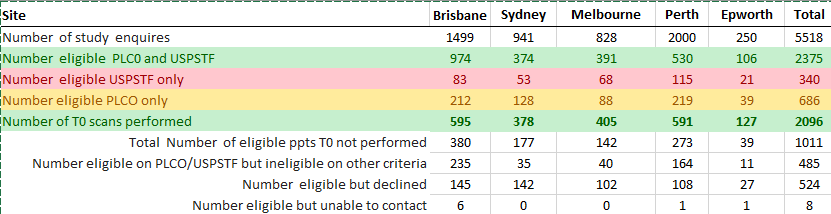 Site Brisbane Sydney Melbourne Perth Epworth Total
Number of study enquires 1499 941 828 2000 250 5518
Number eligible PLC0 and USPSTF 974 374 391 530 106 2375
Number eligible USPSTF only 83 53 68 115 21 340
Number eligible PLCO only 212 128 88 219 39 686
Number of T0 scans performed 595 378 405 591 127 2096
Total Number of eligible ppts T0 not performed 380 177 142 273 39 1011
Number eligible on PLCO/USPSTF but ineligible on other criteria 235 35 40 164 11 485
Number eligible but declined 145 142 102 108 27 524
Number eligible but unable to contact 6 0 0 1 1 8